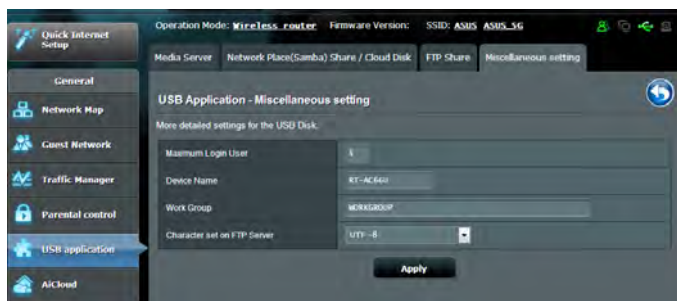 Quick Internet
Setup
Operation Mode: Wireless router Firmware Version: SSID: ASUS ASUS_5G
Media Server Network Place(Samba) Share / Cloud Disk FTP Share Miscellaneous setting
General
Network Map
Guest Network
Traffic Manager
Parental control
USB application
AiCloud
USB Application - Miscellaneous setting
More detailed settings for the USB Disk.
Maximum Login User
Device Name RT-AC66U
Work Group WORKGROUP
Character set on FTP Server UTF-8
Apply